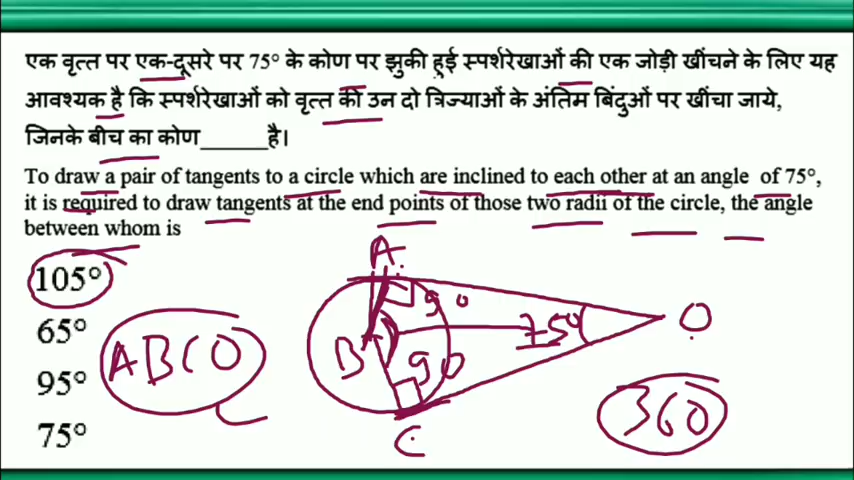 एक वृत्त पर एक-दूसरे पर 75° के कोण पर झुकी हुई स्पर्शरेखाओं की एक जोड़ी खींचने के लिए यह
आवश्यक है कि स्पर्शरेखाओं को वृत्त की उन दो त्रिज्याओं के अंतिम बिंदुओं पर खींचा जाये,
जिनके बीच का कोण______है।
To draw a pair of tangents to a circle which are inclined to each other at an angle of 75°,
it is required to draw tangents at the end points of those two radii of the circle, the angle
between whom is
105°
65°
95°
75°
ABCO
A
90
B
75°
O
90
C
360